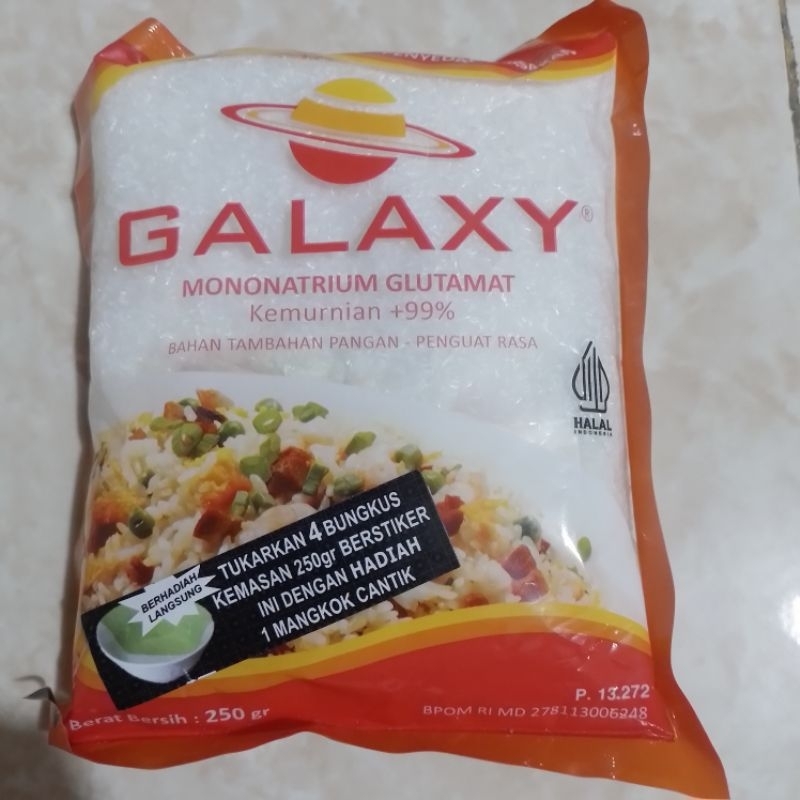 GALAXY®
MONONATRIUM GLUTAMAT
Kemurnian +99%
BAHAN TAMBAHAN PANGAN - PENGUAT RASA
HALAL
INDONESIA
BERHADIAH
LANGSUNG
TUKARKAN 4 BUNGKUS
KEMASAN 250gr BERSTIKER
INI DENGAN HADIAH
1 MANGKOK CANTIK
P. 13.272
Berat Bersih : 250 gr
BPOM RI MD 278113006248